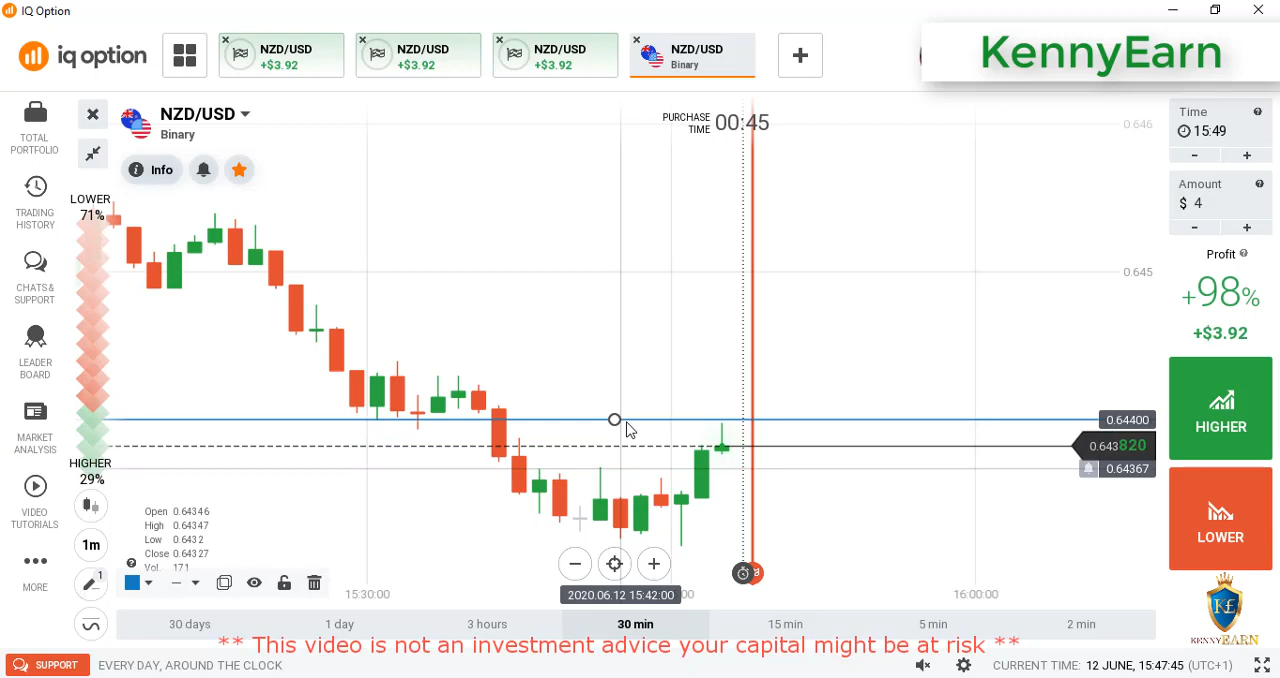 IQ Option
iq option
NZD/USD
+$3.92
NZD/USD
+$3.92
NZD/USD
+$3.92
NZD/USD
Binary
KennyEarn
TOTAL
PORTFOLIO
TRADING
HISTORY
CHATS &
SUPPORT
LEADER
BOARD
MARKET
ANALYSIS
VIDEO
TUTORIALS
MORE
NZD/USD
Binary
Info
LOWER
71%
HIGHER
29%
1m
1
PURCHASE
TIME
00:45
0.646
0.645
0.64400
0.643820
0.64367
Open 0.64346
High 0.64347
Low 0.6432
Close 0.64327
Vol. 171
15:30:00
2020.06.12 15:42:00
16:00:00
30 days
1 day
3 hours
30 min
15 min
5 min
2 min
Time
15:49
- +
Amount
$ 4
- +
Profit
+98%
+$3.92
HIGHER
LOWER
KE
KENNYEARN
** This video is not an investment advice your capital might be at risk **
SUPPORT
EVERY DAY, AROUND THE CLOCK
CURRENT TIME: 12 JUNE, 15:47:45 (UTC+1)